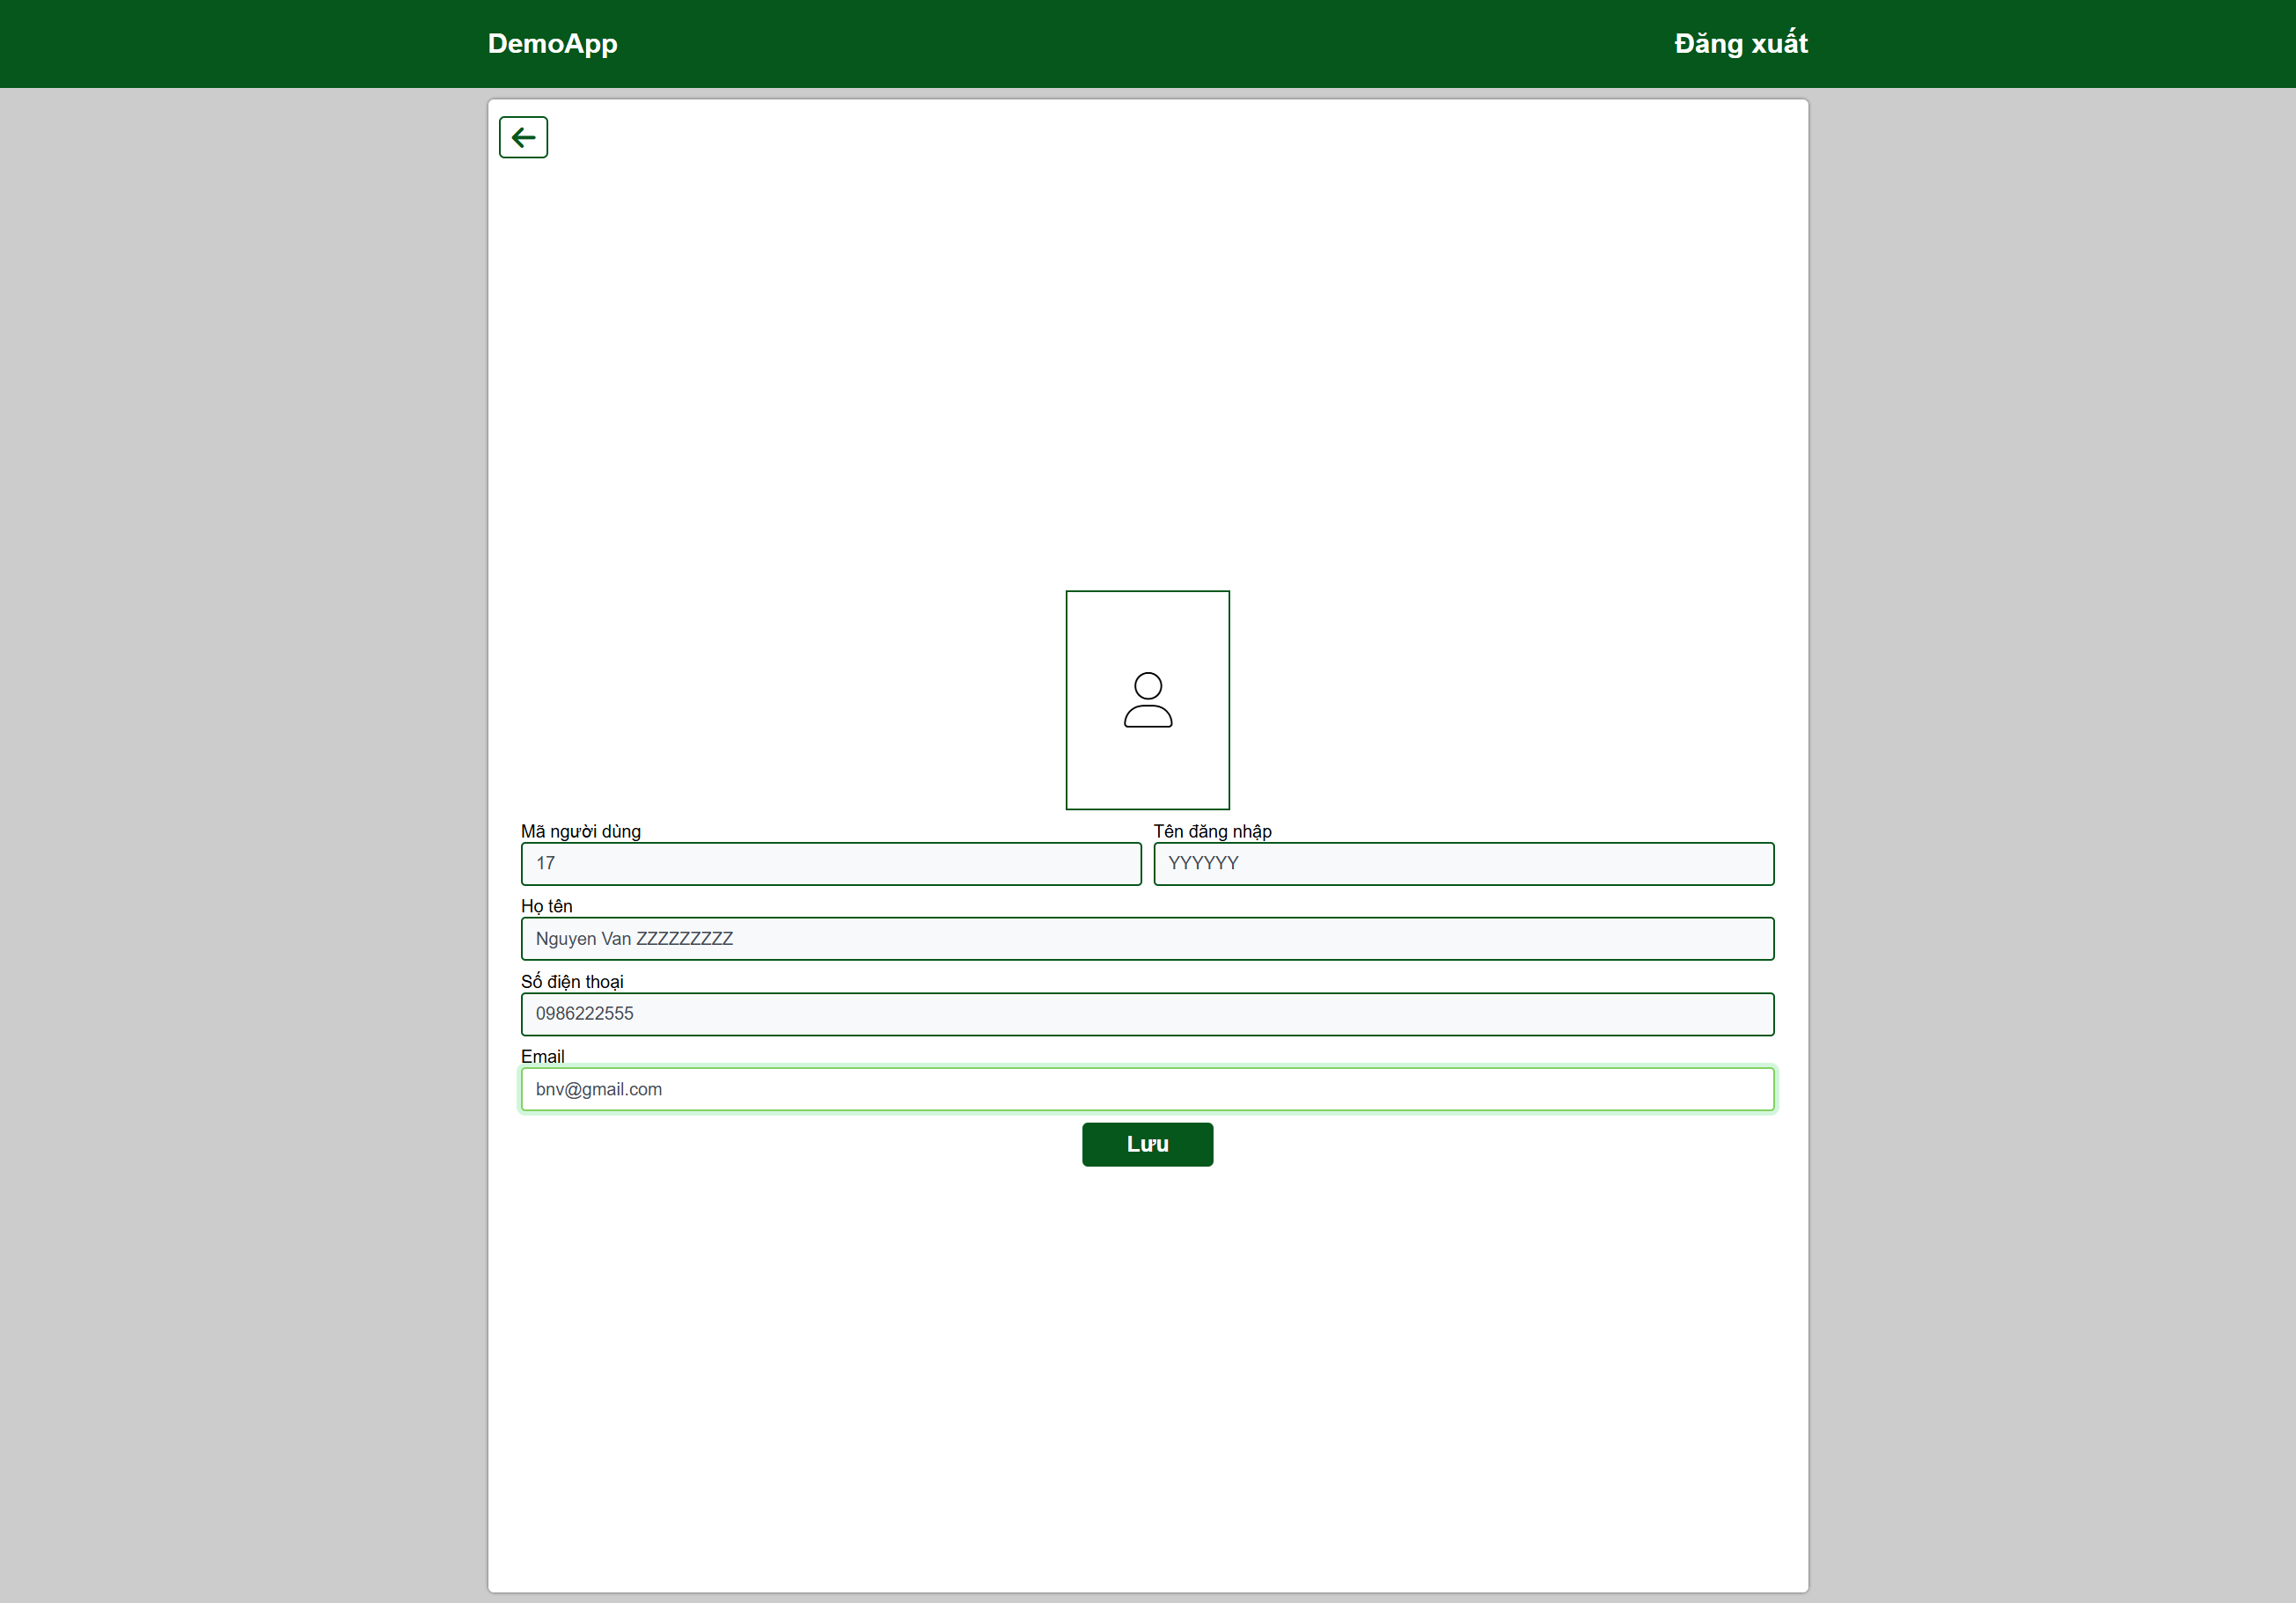 DemoApp
Đăng xuất
Mã người dùng
Tên đăng nhập
17
YYYYYY
Họ tên
Nguyen Van ZZZZZZZZZ
Số điện thoại
0986222555
Email
bnv@gmail.com
Lưu